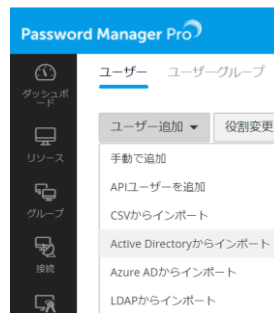 Password Manager Pro
ダッシュボ
ード
リソース
グループ
接続
ユーザー ユーザーグループ
ユーザー追加 役割変更
手動で追加
APIユーザーを追加
CSVからインポート
Active Directoryからインポート
Azure ADからインポート
LDAPからインポート